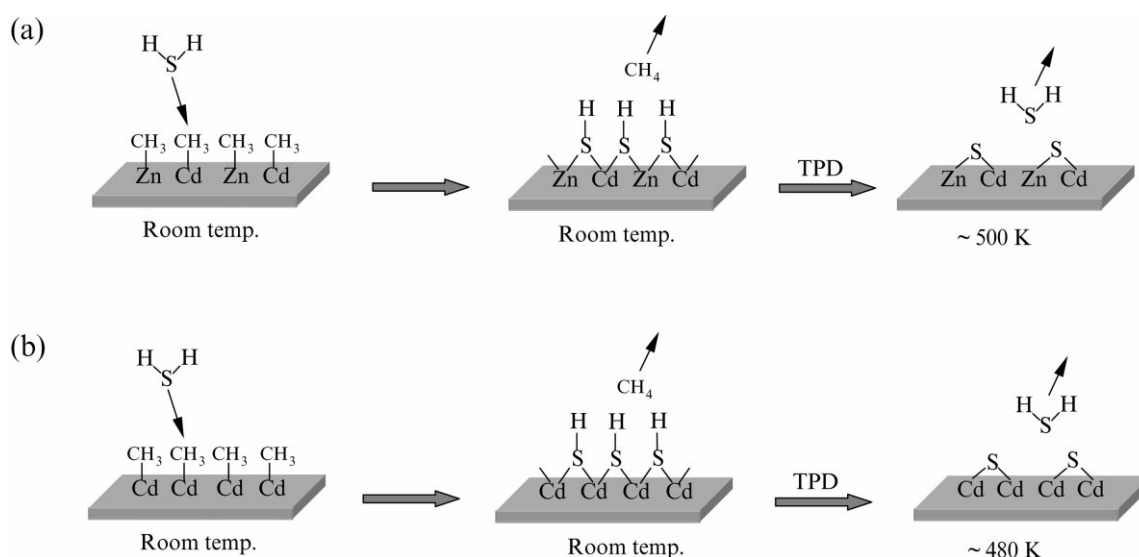 (a)
H H
S
CH3 CH3 CH3 CH3
Zn Cd Zn Cd
Room temp.
CH4
H H H
S S S
Zn Cd Zn Cd
Room temp.
TPD
H H
S
S S
Zn Cd Zn Cd
~ 500 K
(b)
H H
S
CH3 CH3 CH3 CH3
Cd Cd Cd Cd
Room temp.
CH4
H H H
S S S
Cd Cd Cd Cd
Room temp.
TPD
H H
S
S S
Cd Cd Cd Cd
~ 480 K